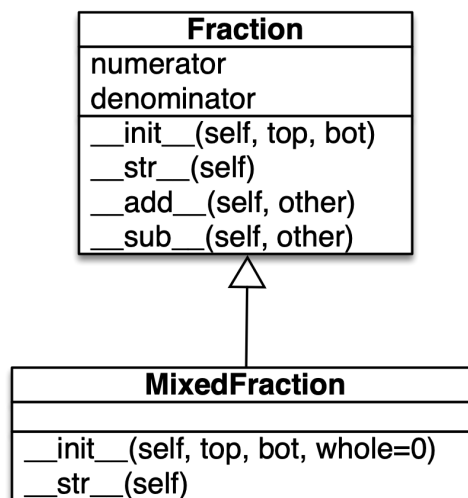 Fraction
numerator
denominator
__init__(self, top, bot)
__str__(self)
__add__(self, other)
__sub__(self, other)
MixedFraction
__init__(self, top, bot, whole=0)
__str__(self)